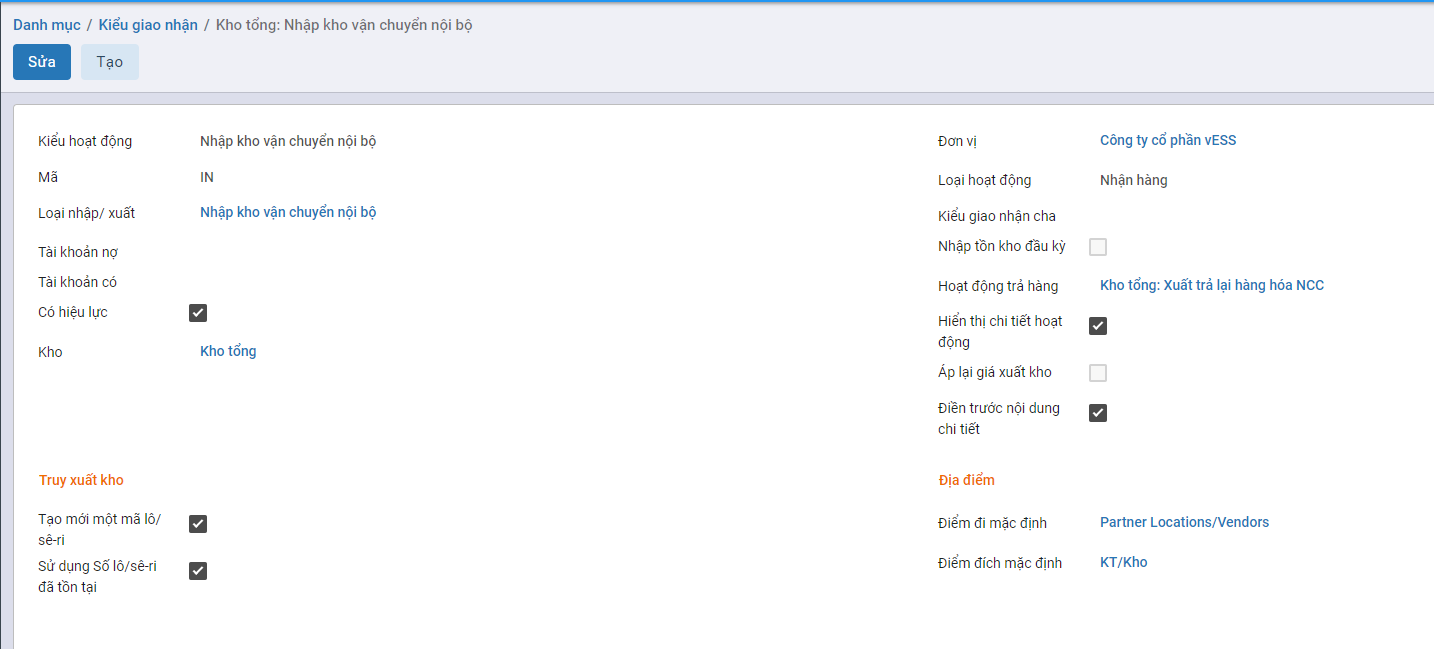 Danh mục / Kiểu giao nhận / Kho tổng: Nhập kho vận chuyển nội bộ
Sửa Tạo
Kiểu hoạt động Nhập kho vận chuyển nội bộ
Mã IN
Loại nhập/ xuất Nhập kho vận chuyển nội bộ
Tài khoản nợ
Tài khoản có
Có hiệu lực
Kho Kho tổng
Đơn vị Công ty cổ phần vESS
Loại hoạt động Nhận hàng
Kiểu giao nhận cha
Nhập tồn kho đầu kỳ
Hoạt động trả hàng Kho tổng: Xuất trả lại hàng hóa NCC
Hiển thị chi tiết hoạt
động
Áp lại giá xuất kho
Điền trước nội dung
chi tiết
Truy xuất kho
Tạo mới một mã lô/
sê-ri
Sử dụng Số lô/sê-ri
đã tồn tại
Địa điểm
Điểm đi mặc định Partner Locations/Vendors
Điểm đích mặc định KT/Kho